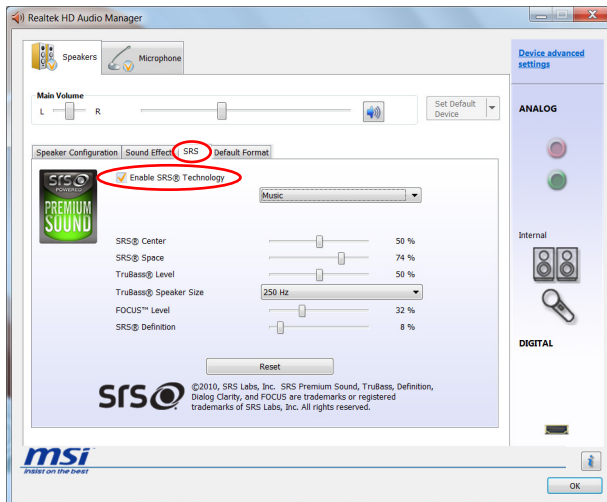 Realtek HD Audio Manager
Speakers
Microphone
Device advanced
settings
Main Volume
L R
Set Default
Device
ANALOG
Speaker Configuration Sound Effect SRS Default Format
SRS
POWERED
PREMIUM
SOUND
Enable SRS® Technology
Music
Internal
SRS® Center 50 %
SRS® Space 74 %
TruBass® Level 50 %
TruBass® Speaker Size 250 Hz
FOCUS™ Level 32 %
SRS® Definition 8 %
DIGITAL
Reset
SRS
©2010, SRS Labs, Inc. SRS Premium Sound, TruBass, Definition,
Dialog Clarity, and FOCUS are trademarks or registered
trademarks of SRS Labs, Inc. All rights reserved.
msi
insist on the best
i
OK